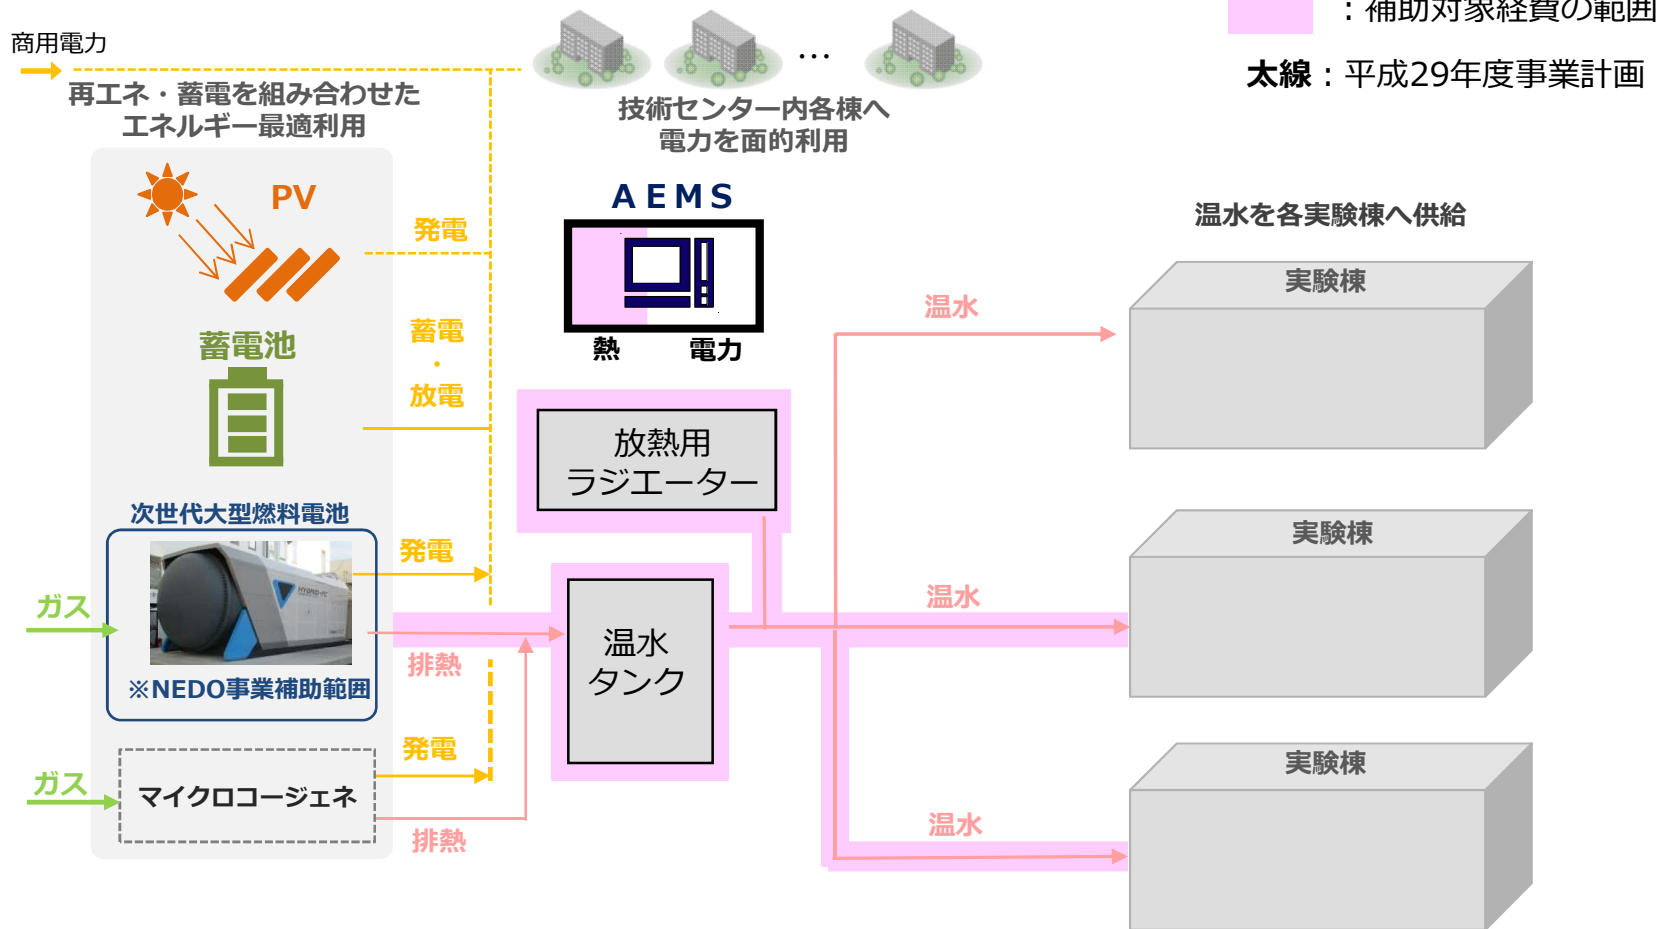 ：補助対象経費の範囲
太線：平成29年度事業計画
商用電力
再エネ・蓄電を組み合わせた
エネルギー最適利用
…
技術センター内各棟へ
電力を面的利用
PV
発電
AEMS
熱 電力
温水を各実験棟へ供給
蓄電池
蓄電
・
放電
放熱用
ラジエーター
温水
実験棟
次世代大型燃料電池
HYBRID-FC
ガス
※NEDO事業補助範囲
発電
排熱
温水
タンク
温水
実験棟
ガス
マイクロコージェネ
発電
排熱
温水
実験棟